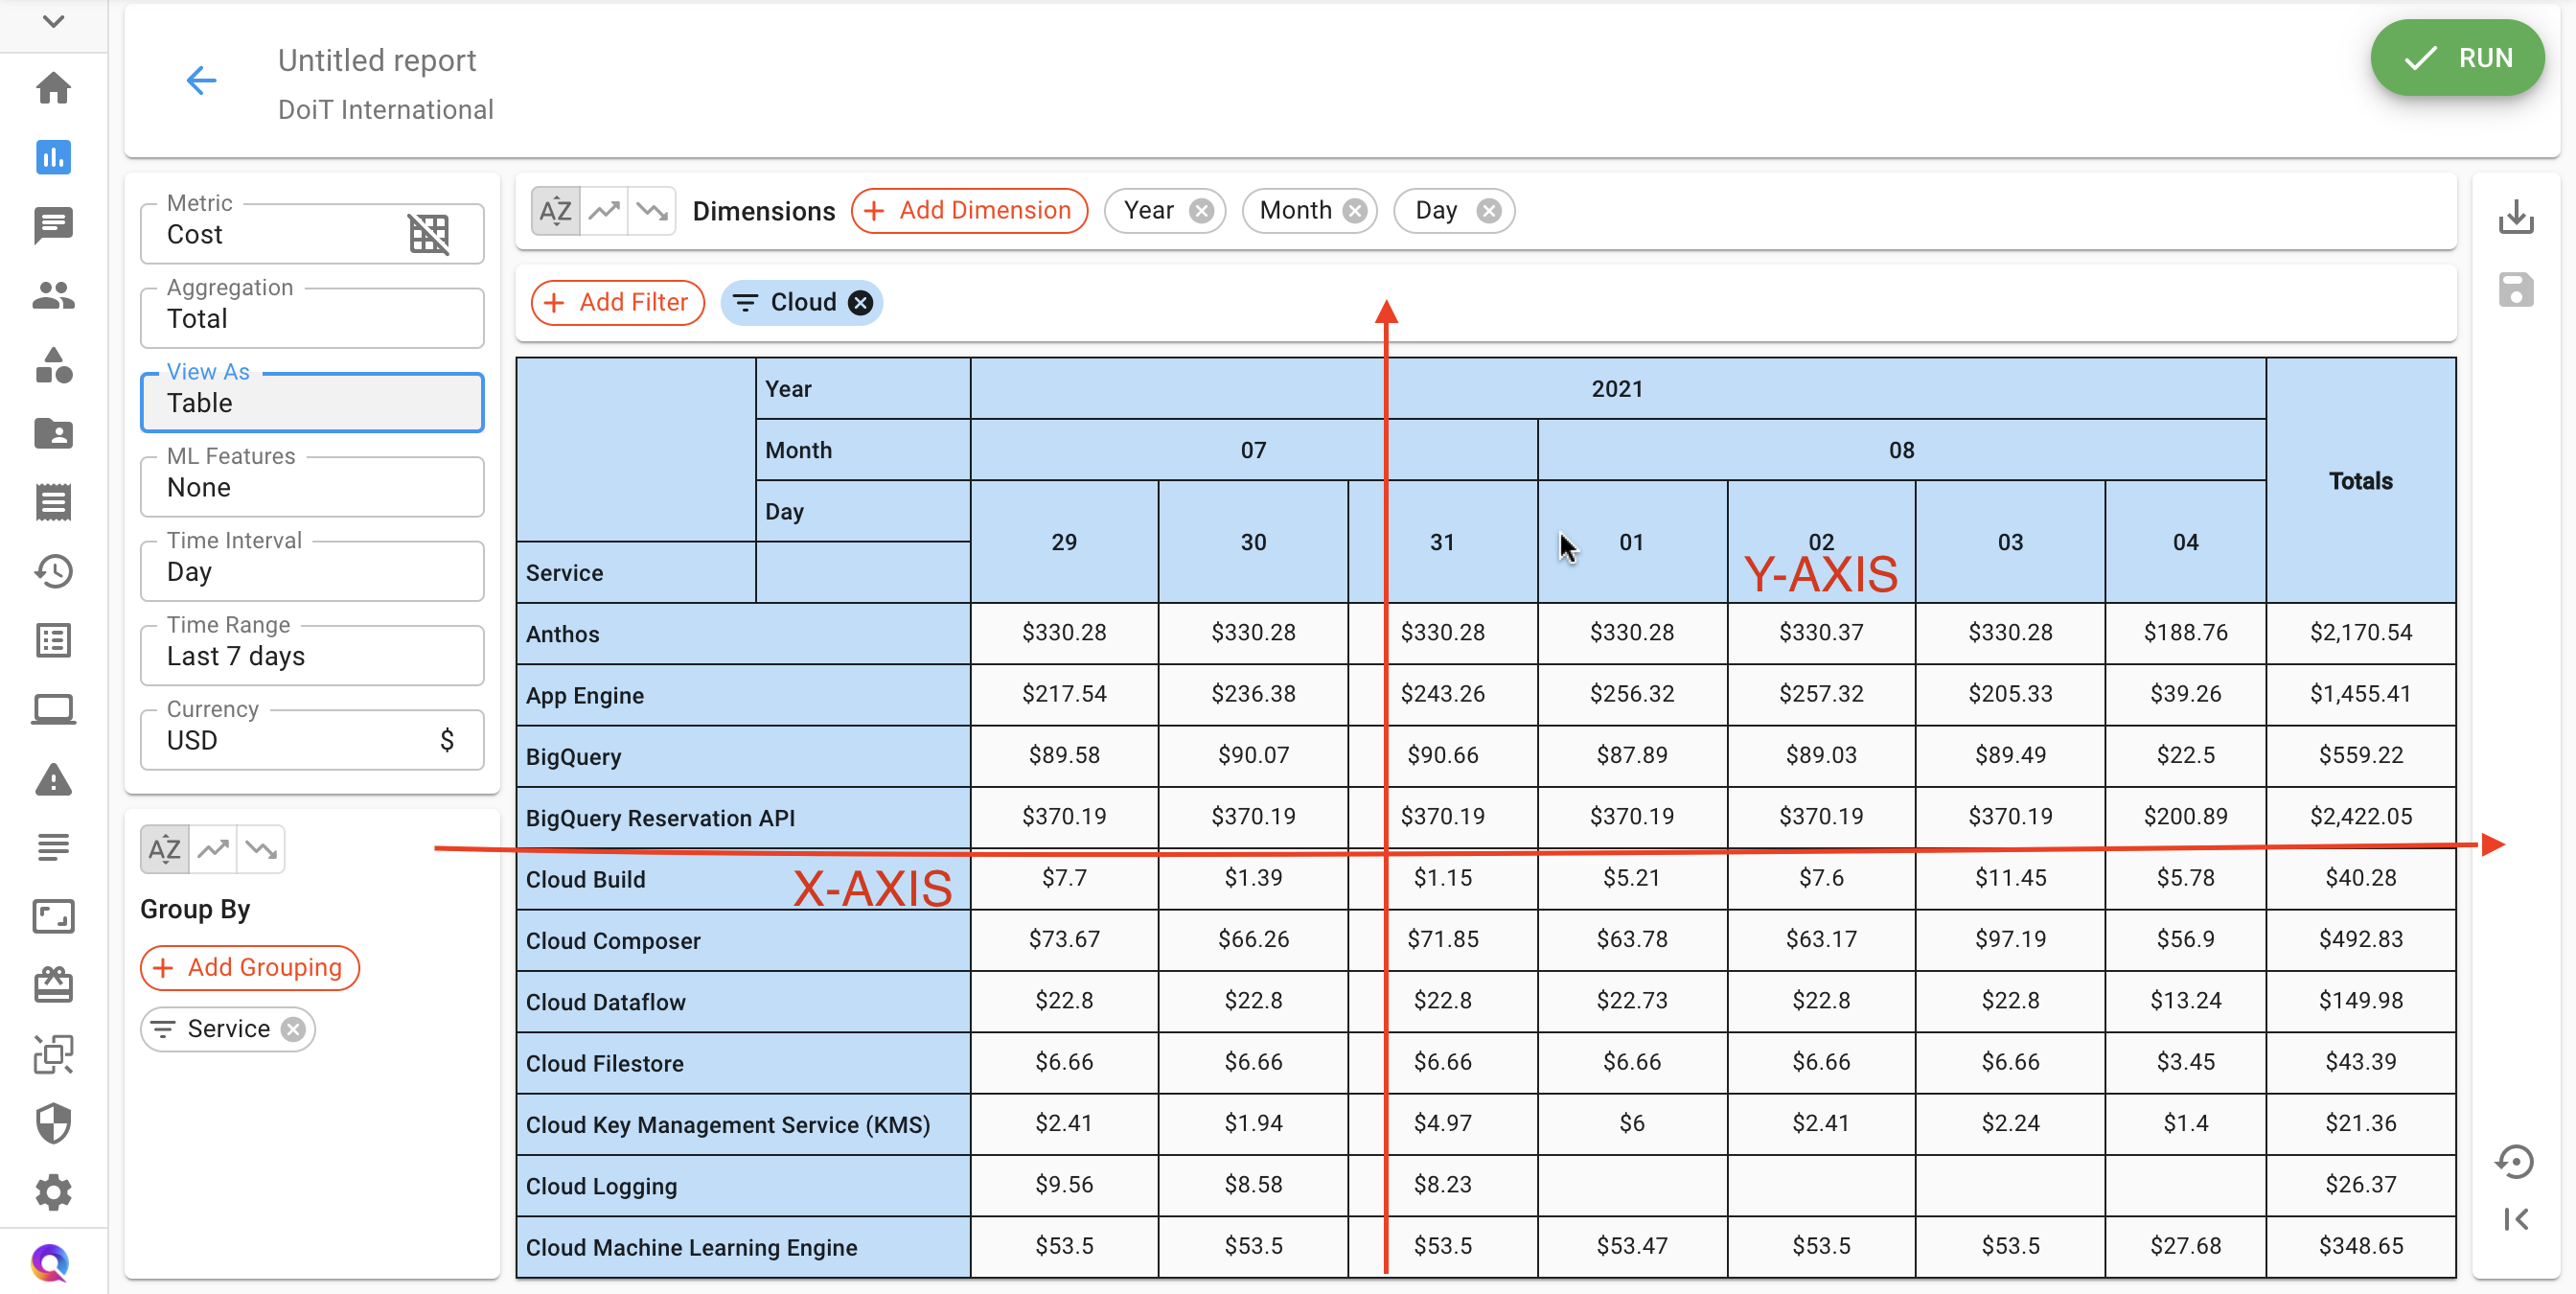 Untitled report
DoiT International
RUN
Metric
Cost
Aggregation
Total
View As
Table
ML Features
None
Time Interval
Day
Time Range
Last 7 days
Currency
USD $
AZ
Group By
+ Add Grouping
Service
AZ Dimensions + Add Dimension Year Month Day
+ Add Filter Cloud
Year 2021 Totals
Month 07 08
Day 29 30 31 01 02 03 04
Service
Y-AXIS
Anthos $330.28 $330.28 $330.28 $330.28 $330.37 $330.28 $188.76 $2,170.54
App Engine $217.54 $236.38 $243.26 $256.32 $257.32 $205.33 $39.26 $1,455.41
BigQuery $89.58 $90.07 $90.66 $87.89 $89.03 $89.49 $22.5 $559.22
BigQuery Reservation API $370.19 $370.19 $370.19 $370.19 $370.19 $370.19 $200.89 $2,422.05
Cloud Build $7.7 $1.39 $1.15 $5.21 $7.6 $11.45 $5.78 $40.28
X-AXIS
Cloud Composer $73.67 $66.26 $71.85 $63.78 $63.17 $97.19 $56.9 $492.83
Cloud Dataflow $22.8 $22.8 $22.8 $22.73 $22.8 $22.8 $13.24 $149.98
Cloud Filestore $6.66 $6.66 $6.66 $6.66 $6.66 $6.66 $3.45 $43.39
Cloud Key Management Service (KMS) $2.41 $1.94 $4.97 $6 $2.41 $2.24 $1.4 $21.36
Cloud Logging $9.56 $8.58 $8.23 $26.37
Cloud Machine Learning Engine $53.5 $53.5 $53.5 $53.47 $53.5 $53.5 $27.68 $348.65